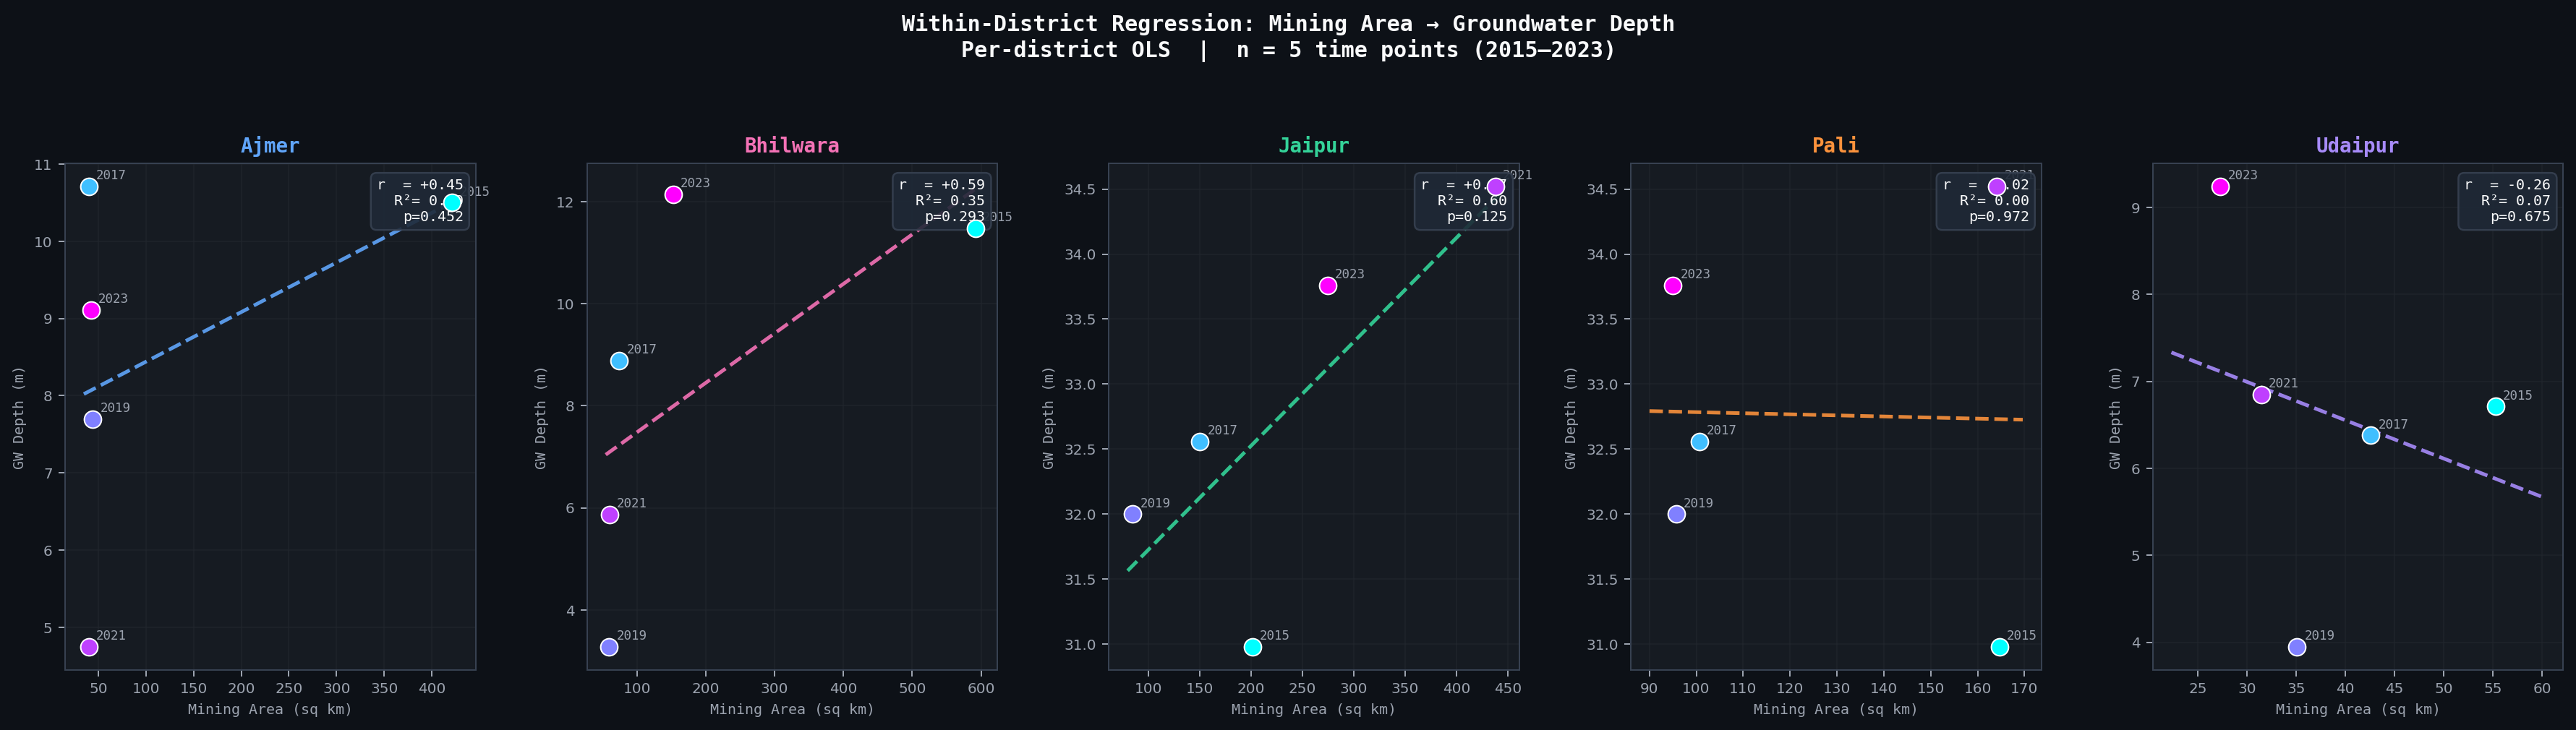 Within-District Regression: Mining Area → Groundwater Depth
Per-district OLS | n = 5 time points (2015–2023)
Ajmer
11
10
9
8
7
6
5
GW Depth (m)
2017
2023
2019
2021
r = +0.45
R²=
p=0.452
50 100 150 200 250 300 350 400
Mining Area (sq km)
Bhilwara
12
10
8
6
4
GW Depth (m)
2023
2017
2021
2019
r = +0.59
R²= 0.35
p=0.293
100 200 300 400 500 600
Mining Area (sq km)
Jaipur
34.5
34.0
33.5
33.0
32.5
32.0
31.5
31.0
GW Depth (m)
2023
2017
2019
2015
r =
R²= 0.60
p=0.125
100 150 200 250 300 350 400 450
Mining Area (sq km)
Pali
34.5
34.0
33.5
33.0
32.5
32.0
31.5
31.0
GW Depth (m)
2023
2017
2019
2015
r =
R²= 0.00
p=0.972
90 100 110 120 130 140 150 160 170
Mining Area (sq km)
Udaipur
9
8
7
6
5
4
GW Depth (m)
2023
2021
2017
2015
2019
r = -0.26
R²= 0.07
p=0.675
25 30 35 40 45 50 55 60
Mining Area (sq km)